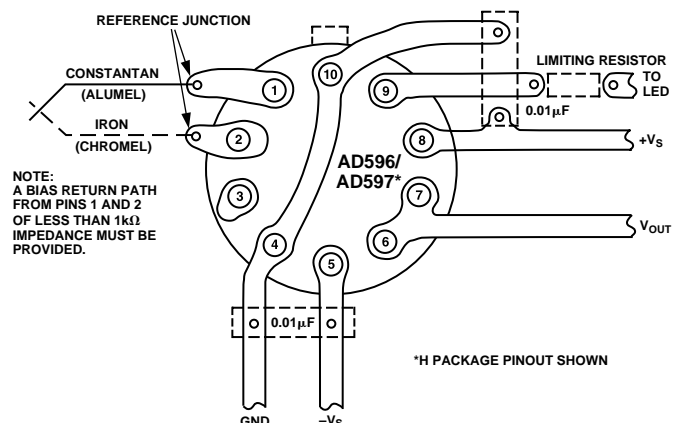 REFERENCE JUNCTION
CONSTANTAN
(ALUMEL)
IRON
(CHROMEL)
NOTE:
A BIAS RETURN PATH
FROM PINS 1 AND 2
OF LESS THAN 1kΩ
IMPEDANCE MUST BE
PROVIDED.
1
2
3
4
5
6
7
8
9
10
AD596/
AD597*
LIMITING RESISTOR
TO
LED
0.01μF
+VS
VOUT
0.01μF
*H PACKAGE PINOUT SHOWN
GND
–VS